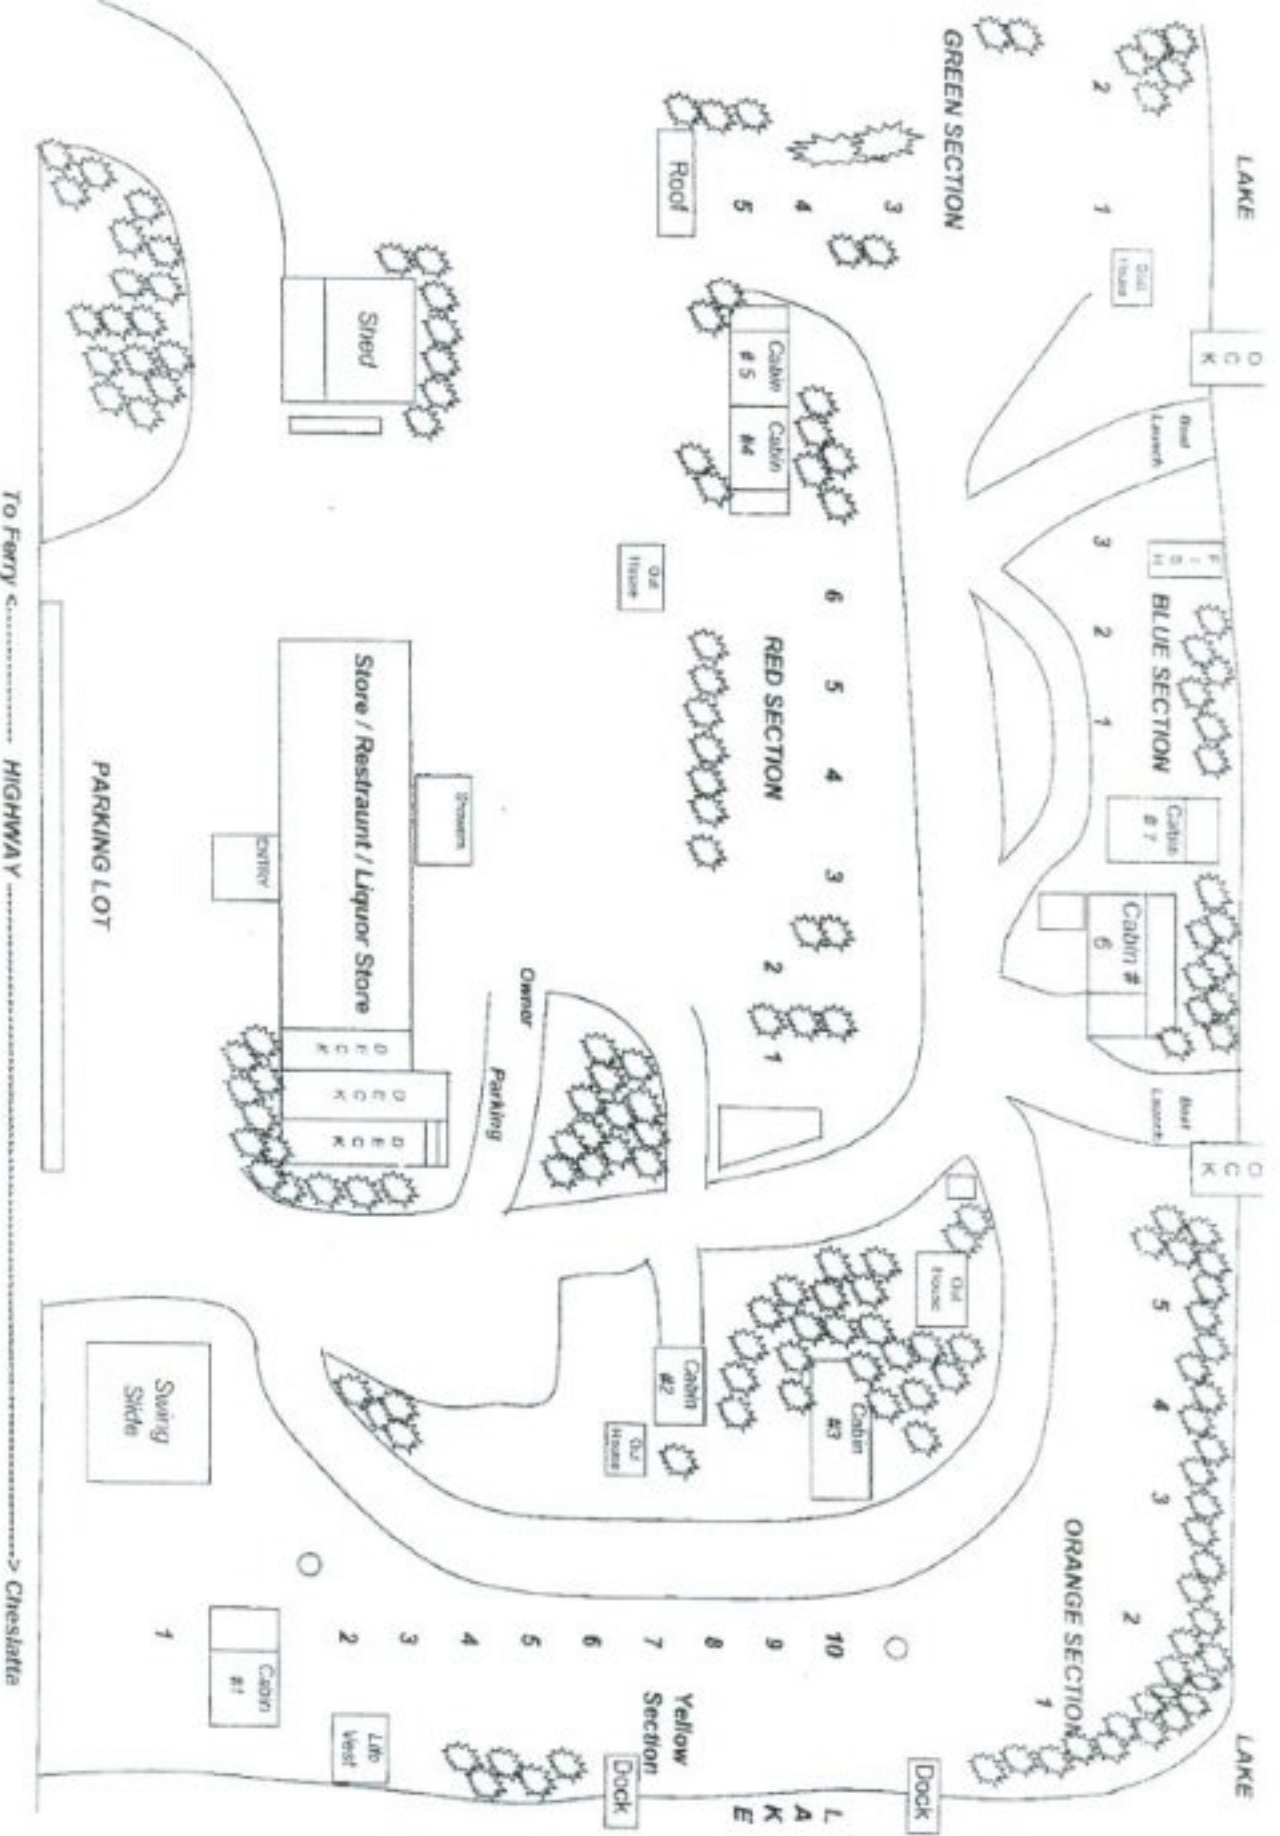 LAKE
LAKE
D
C
K
D
C
K
Boat
Launch
Boat
Launch
F
I
S
H
BLUE SECTION
Cabin
#7
Cabin #
6
Out
House
2
1
3
2
1
5
4
3
2
1
ORANGE SECTION
GREEN SECTION
3
4
5
Roof
Cabin
#5
Cabin
#4
6
5
4
3
2
1
RED SECTION
Out
House
Out
House
Cabin
#3
Cabin
#2
Out
House
Dock
L
A
K
E
10
9
8
7
6
5
4
3
2
1
Yellow
Section
Dock
Life
Vest
Cabin
#1
Shed
Showers
Store / Restraunt / Liquor Store
ENTRY
DECK
DECK
DECK
Owner
Parking
Swing
Slide
PARKING LOT
To Ferry <------------ HIGHWAY ------------> Cheslatta